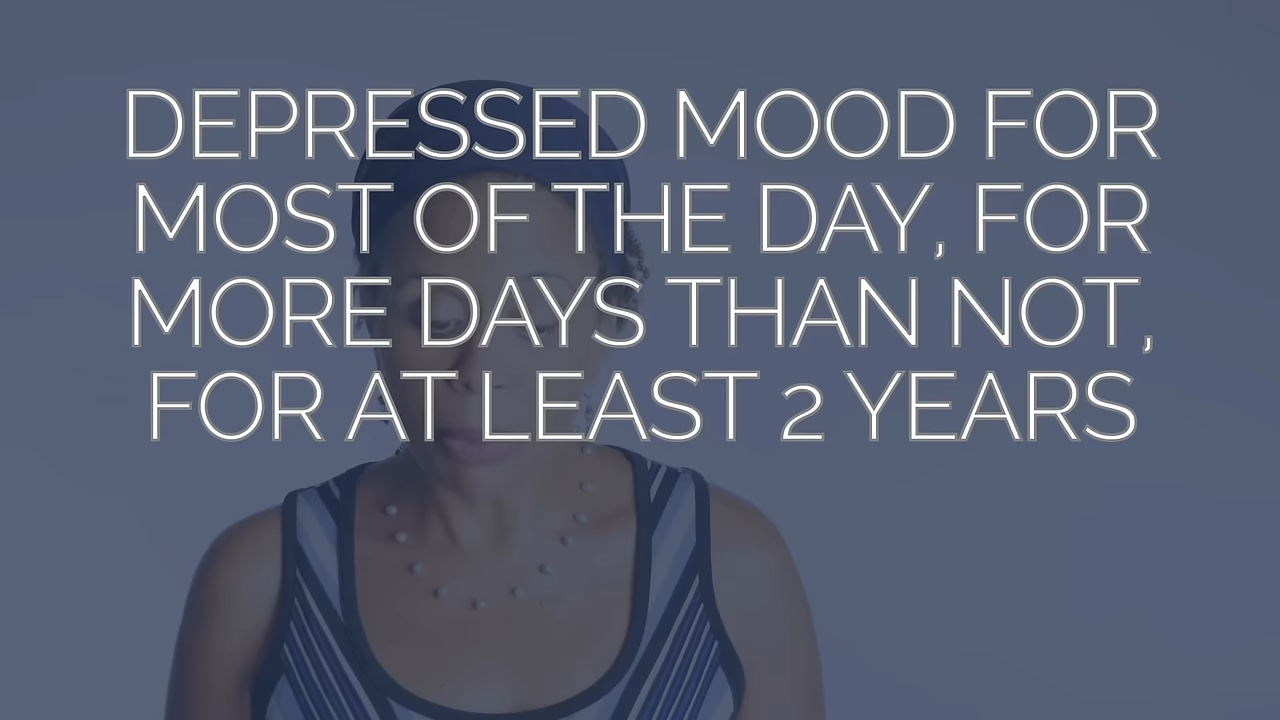 DEPRESSED MOOD FOR
MOST OF THE DAY, FOR
MORE DAYS THAN NOT,
FOR AT LEAST 2 YEARS